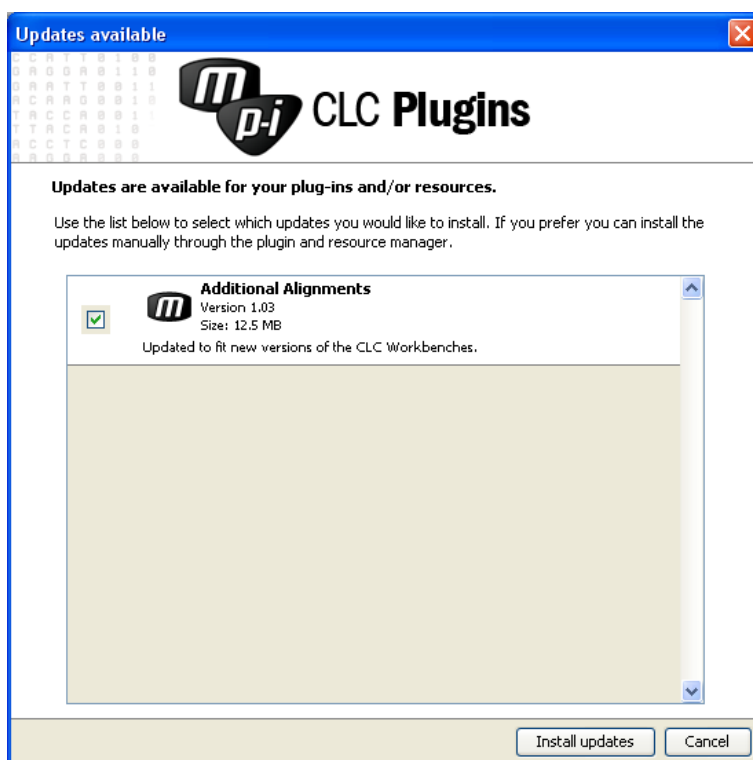 Updates available
CCATT0100
m
p-i
CLC Plugins
Updates are available for your plug-ins and/or resources.
Use the list below to select which updates you would like to install. If you prefer you can install the
updates manually through the plugin and resource manager.
m
Additional Alignments
Version 1.03
Size: 12.5 MB
Updated to fit new versions of the CLC Workbenches.
Install updates
Cancel